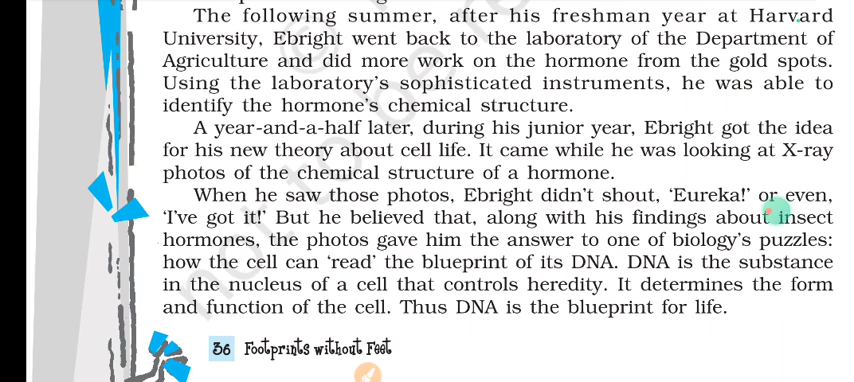 The following summer, after his freshman year at Harvard
University, Ebright went back to the laboratory of the Department of
Agriculture and did more work on the hormone from the gold spots.
Using the laboratory's sophisticated instruments, he was able to
identify the hormone's chemical structure.
A year-and-a-half later, during his junior year, Ebright got the idea
for his new theory about cell life. It came while he was looking at X-ray
photos of the chemical structure of a hormone.
When he saw those photos, Ebright didn't shout, 'Eureka!' or even,
'I've got it!' But he believed that, along with his findings about insect
hormones, the photos gave him the answer to one of biology's puzzles:
how the cell can 'read' the blueprint of its DNA. DNA is the substance
in the nucleus of a cell that controls heredity. It determines the form
and function of the cell. Thus DNA is the blueprint for life.
36 Footprints without Feet
©
not to be re